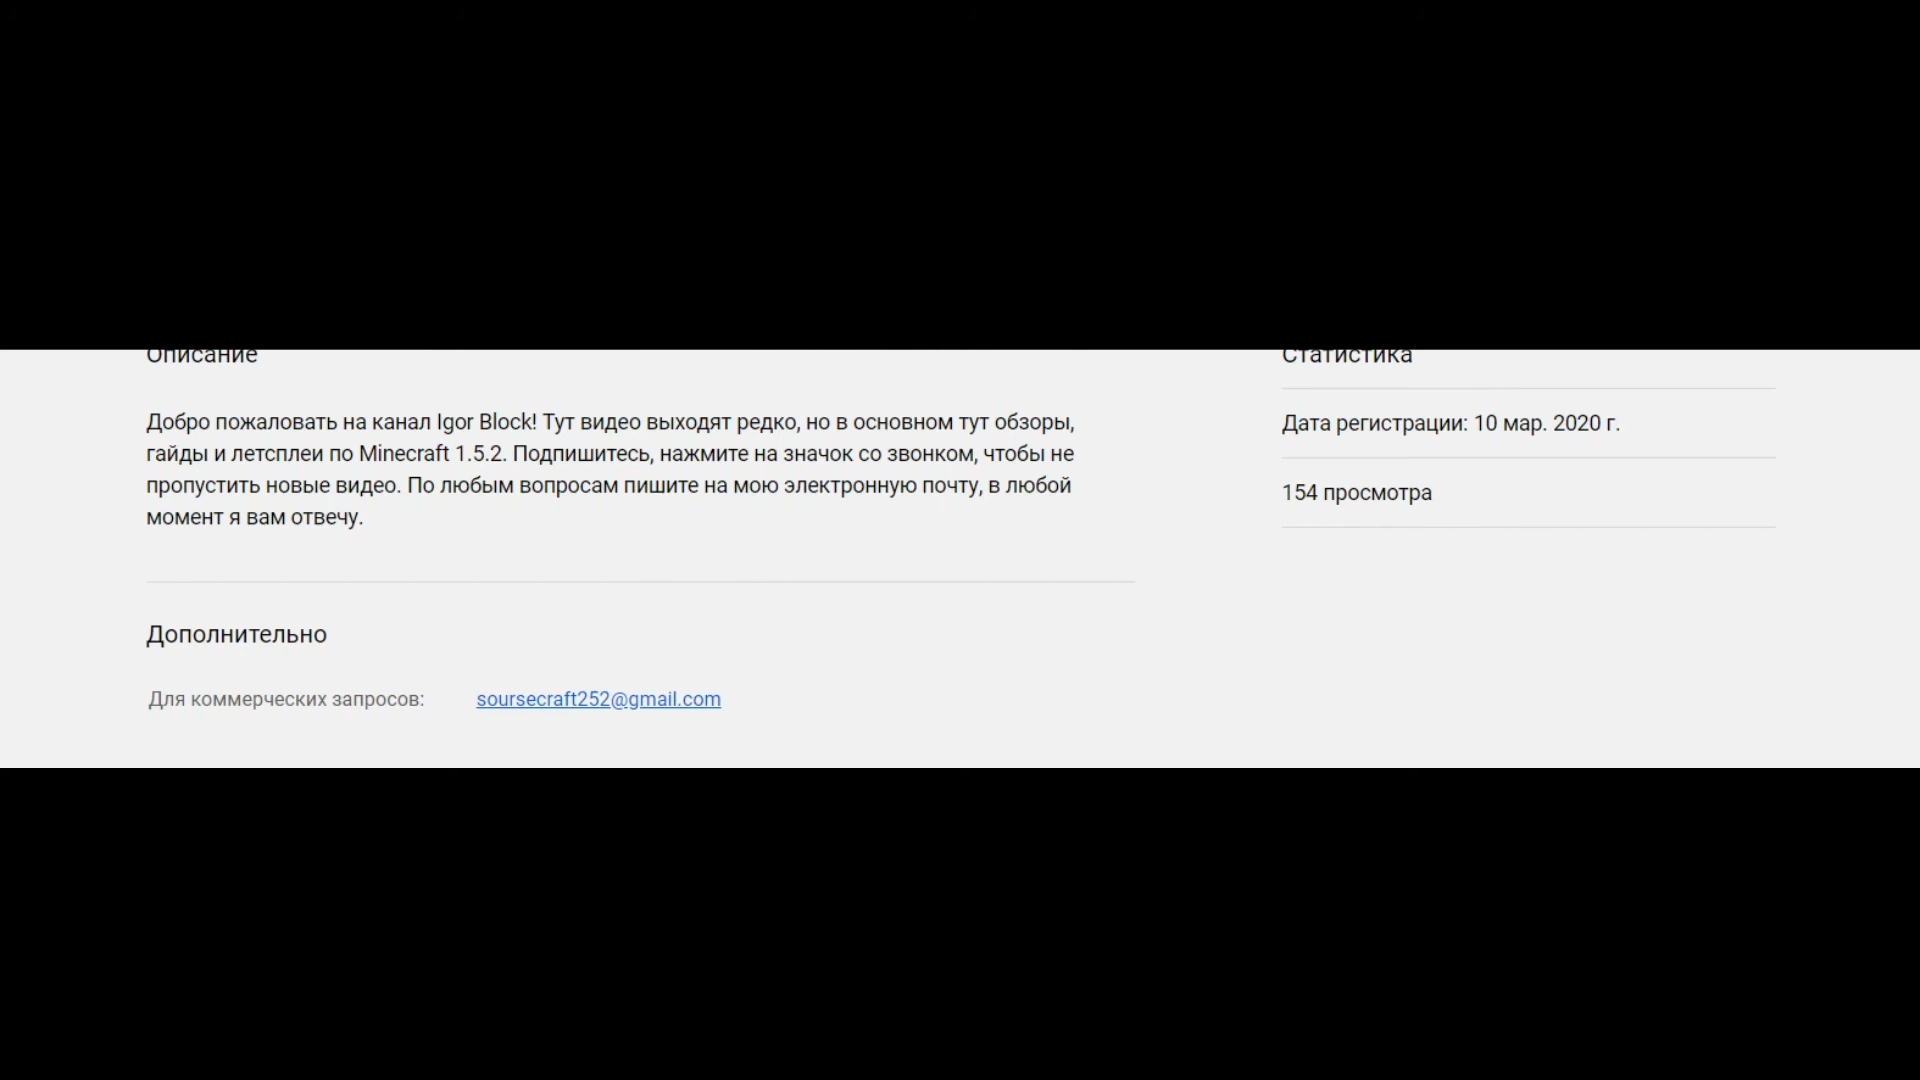 Описание
Добро пожаловать на канал Igor Block! Тут видео выходят редко, но в основном тут обзоры,
гайды и летсплеи по Minecraft 1.5.2. Подпишитесь, нажмите на значок со звонком, чтобы не
пропустить новые видео. По любым вопросам пишите на мою электронную почту, в любой
момент я вам отвечу.
Дополнительно
Для коммерческих запросов: soursecraft252@gmail.com
Статистика
Дата регистрации: 10 мар. 2020 г.
154 просмотра